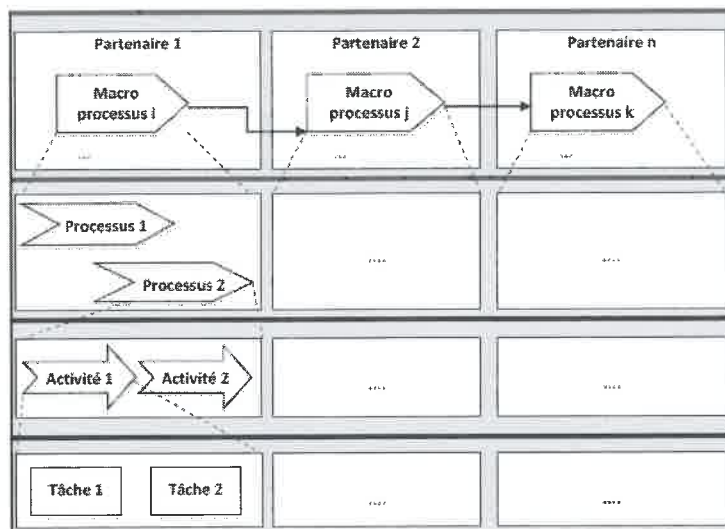 Partenaire 1
Partenaire 2
Partenaire n
Macro
processus i
Macro
processus j
Macro
processus k
...
...
...
Processus 1
Processus 2
....
....
Activité 1
Activité 2
....
....
Tâche 1
Tâche 2
....
....